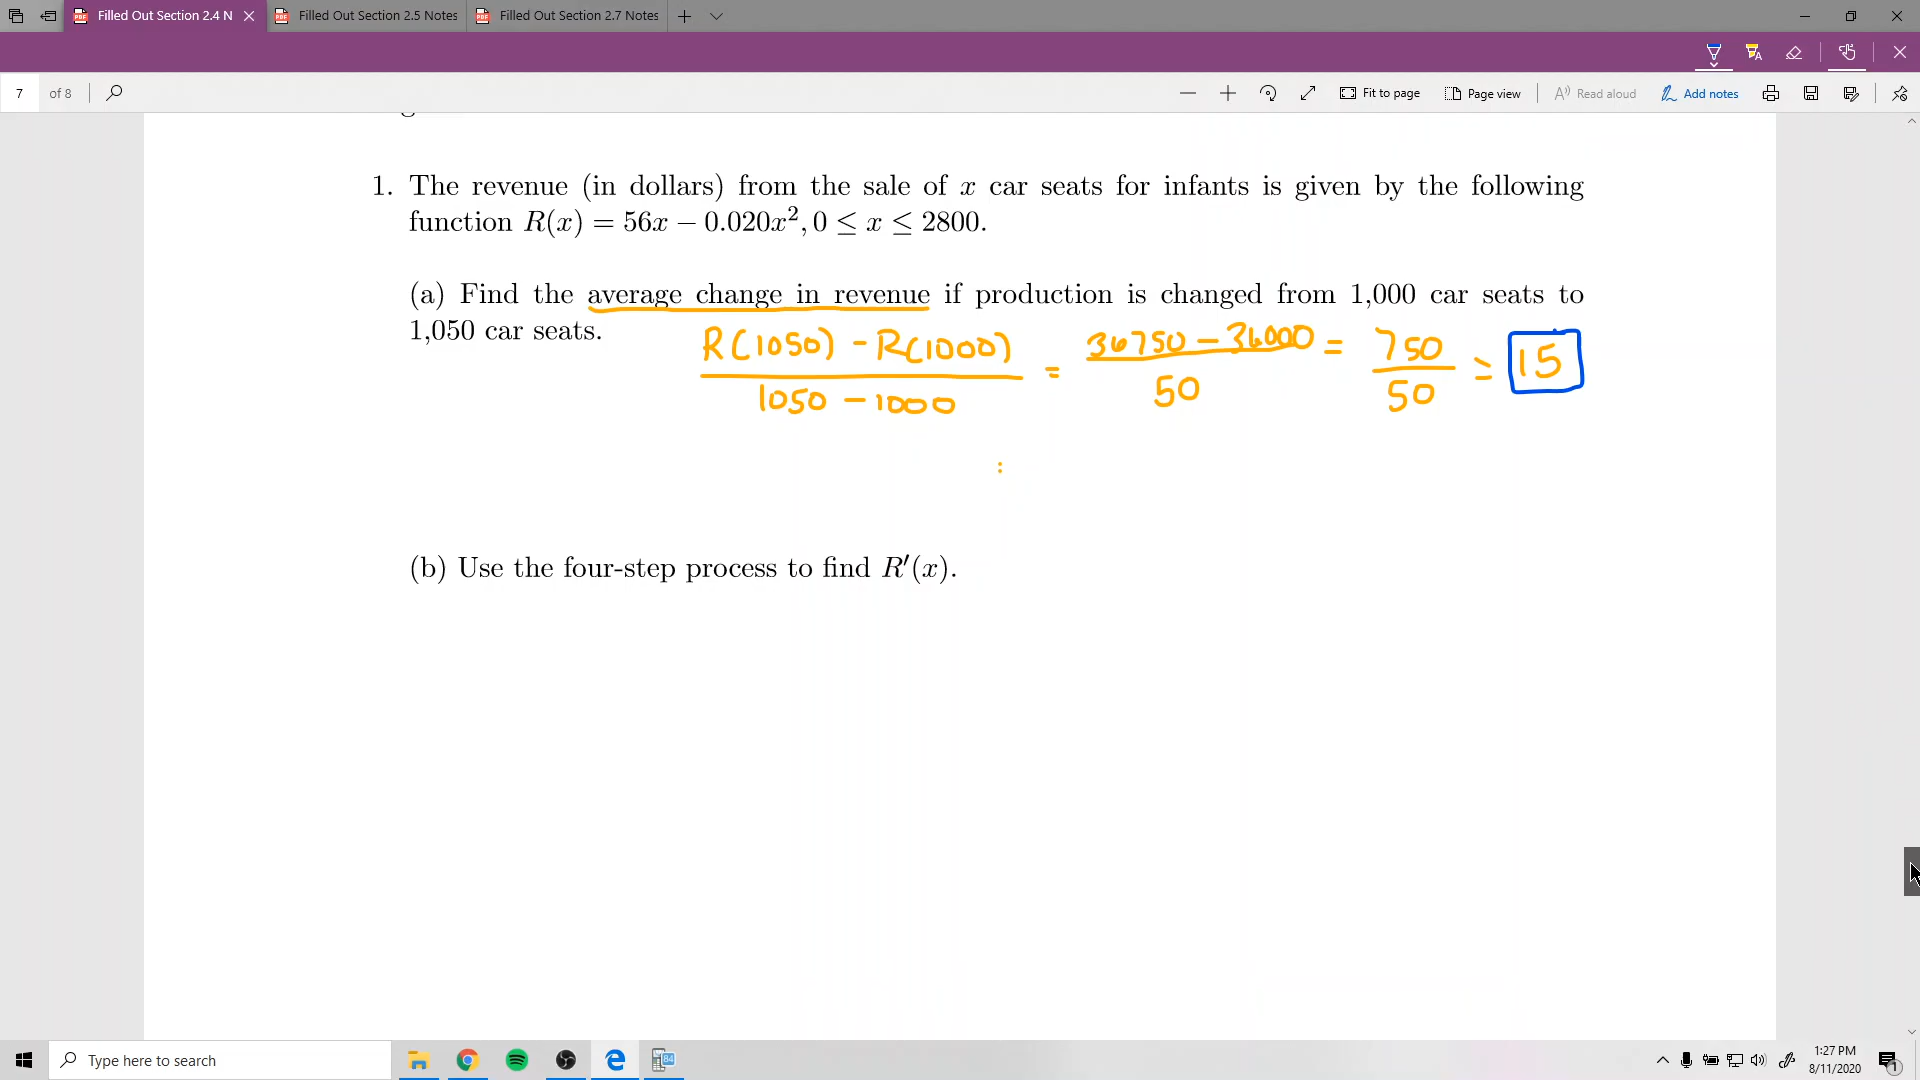 Filled Out Section 2.4 N
Filled Out Section 2.5 Notes
Filled Out Section 2.7 Notes
7 of 8
Fit to page
Page view
Read aloud
Add notes
1. The revenue (in dollars) from the sale of x car seats for infants is given by the following
function R(x) = 56x − 0.020x², 0 ≤ x ≤ 2800.
(a) Find the average change in revenue if production is changed from 1,000 car seats to
1,050 car seats.
R(1050) - R(1000) / 1050 - 1000 = 36750 - 36000 / 50 = 750 / 50 = 15
(b) Use the four-step process to find R′(x).
Type here to search
84
1:27 PM
8/11/2020
1